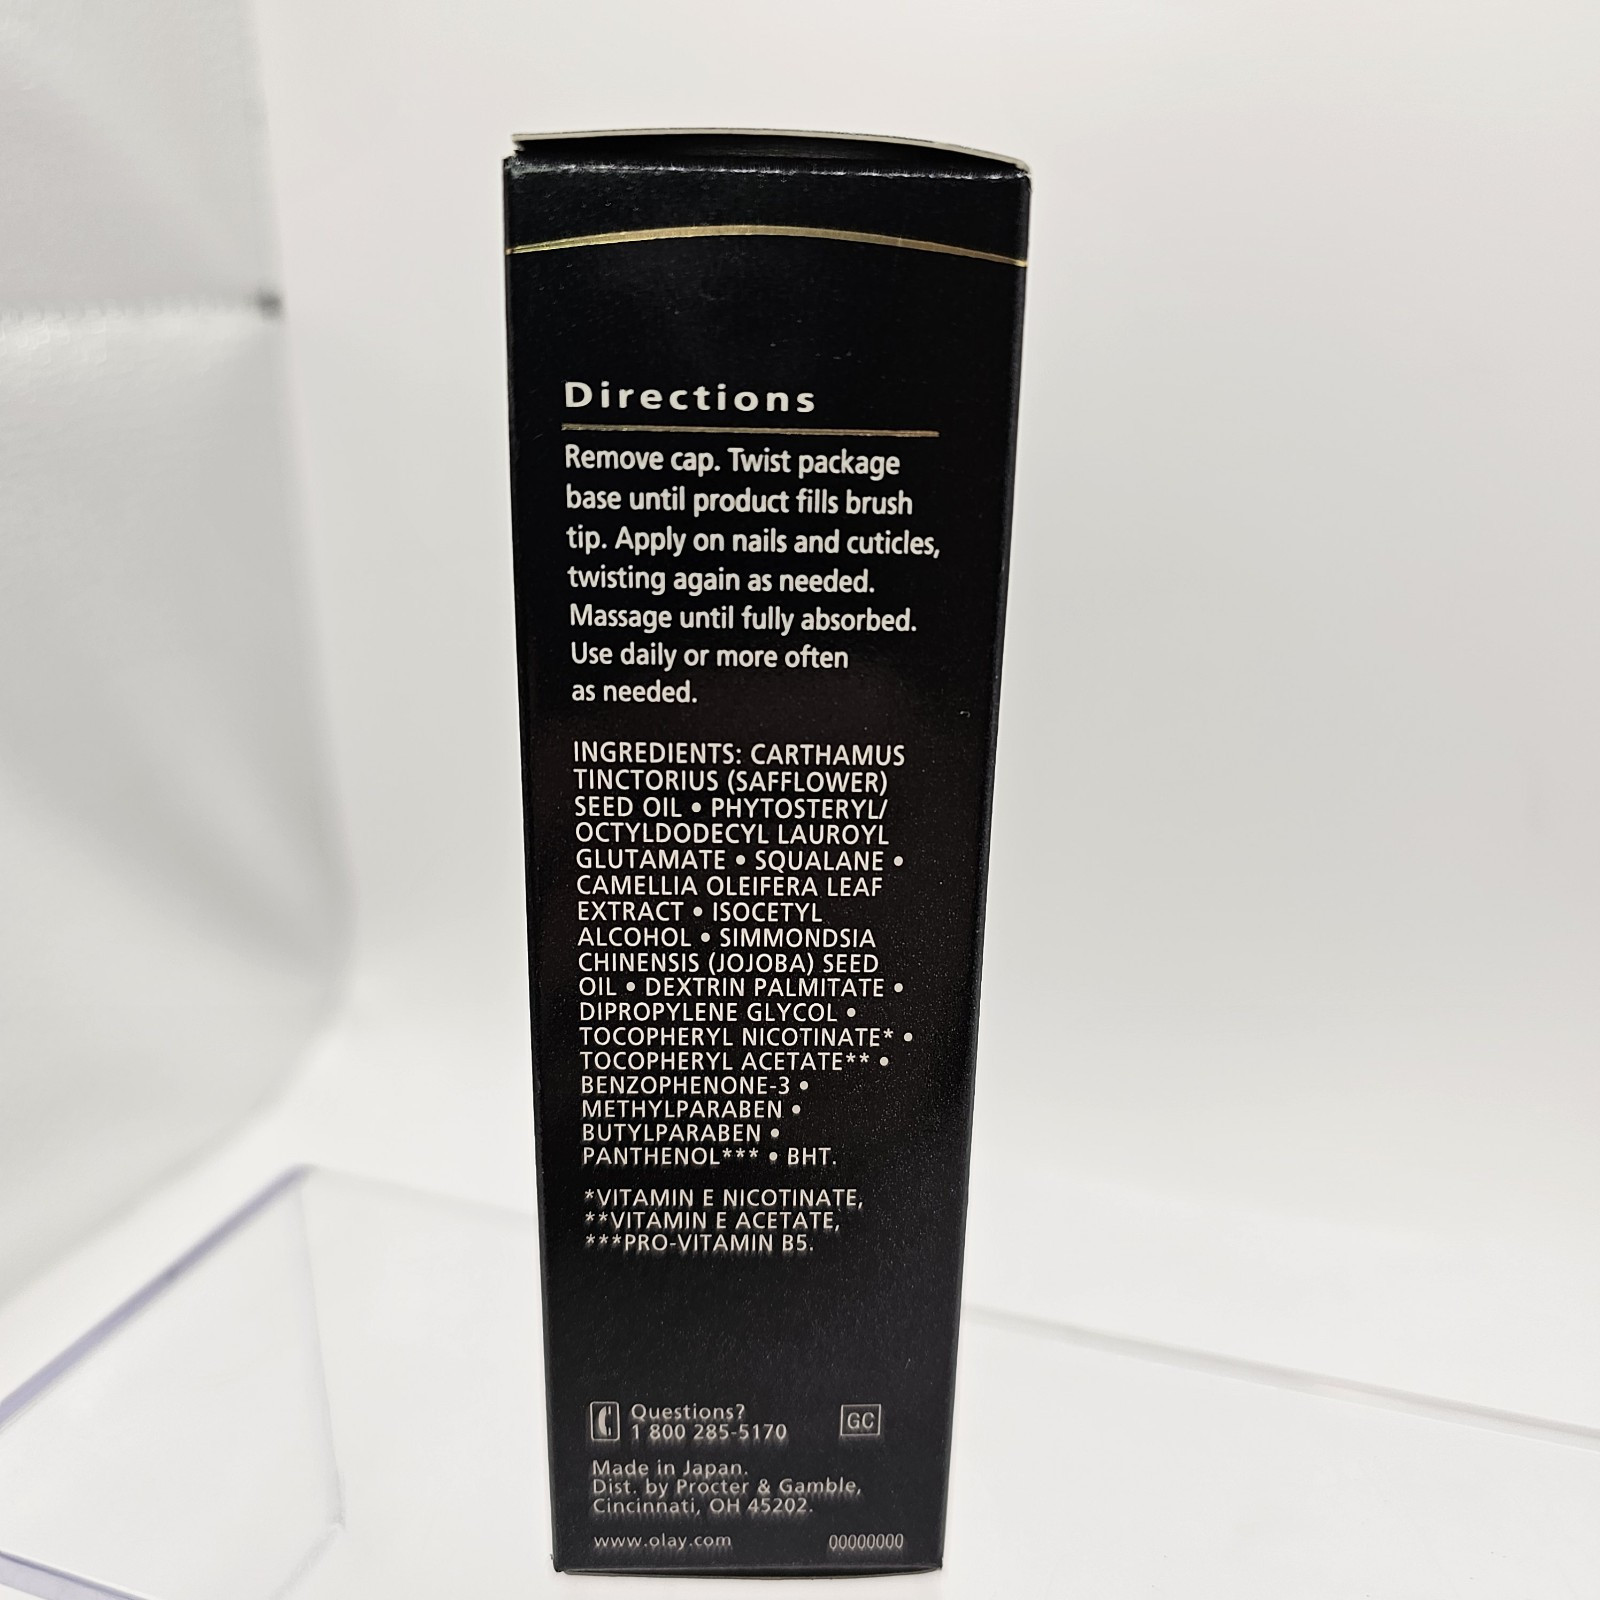 Directions
Remove cap. Twist package
base until product fills brush
tip. Apply on nails and cuticles,
twisting again as needed.
Massage until fully absorbed.
Use daily or more often
as needed.
INGREDIENTS: CARTHAMUS
TINCTORIUS (SAFFLOWER)
SEED OIL • PHYTOSTERYL/
OCTYLDODECYL LAUROYL
GLUTAMATE • SQUALANE •
CAMELLIA OLEIFERA LEAF
EXTRACT • ISOCETYL
ALCOHOL • SIMMONDSIA
CHINENSIS (JOJOBA) SEED
OIL • DEXTRIN PALMITATE •
DIPROPYLENE GLYCOL •
TOCOPHERYL NICOTINATE* •
TOCOPHERYL ACETATE** •
BENZOPHENONE-3 •
METHYLPARABEN •
BUTYLPARABEN •
PANTHENOL*** • BHT.
*VITAMIN E NICOTINATE,
**VITAMIN E ACETATE,
***PRO-VITAMIN B5.
Questions?
1 800 285-5170
GC
Made in Japan.
Dist. by Procter & Gamble,
Cincinnati, OH 45202.
www.olay.com 00000000